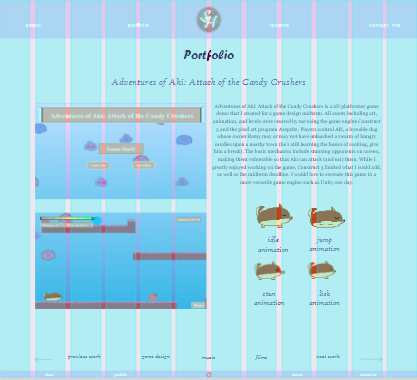 about
portfolio
SH
resume
contact me
Portfolio
Adventures of Aki: Attack of the Candy Crushers
Adventures of Aki: Attack of the Candy Crushers
Game Start!
Adventures of Aki: Attack of the Candy Crushers is a 2D platformer game
demo that I created for a game design midterm. All assets including art,
animation, and levels were created by me using the game engine Construct
3 and the pixel art program Aseprite. Players control Aki, a lovable dog
whose owner Romy may or may not have unleashed a swarm of hungry
candies upon a nearby town (he's still learning the basics of cooking, give
him a break). The basic mechanics include stunning opponents on screen,
making them vulnerable so that Aki can attack (and eat) them. While I
greatly enjoyed working on the game, Construct 3 limited what I could add,
as well as the midterm deadline. I would love to recreate this game in a
more versatile game engine such as Unity one day.
idle
animation
jump
animation
stun
animation
lick
animation
previous work
game design
music
films
next work
about
portfolio
resume
contact me